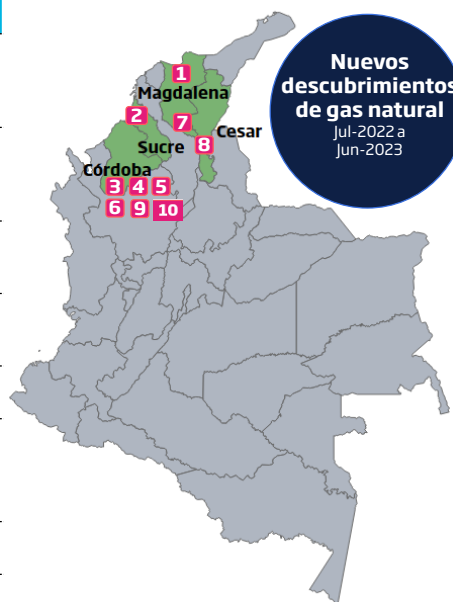 Nuevos
descubrimientos
de gas natural
Jul-2022 a
Jun-2023
1
Magdalena
2
7
Cesar
8
Sucre
Córdoba
3 4 5
6 9 10